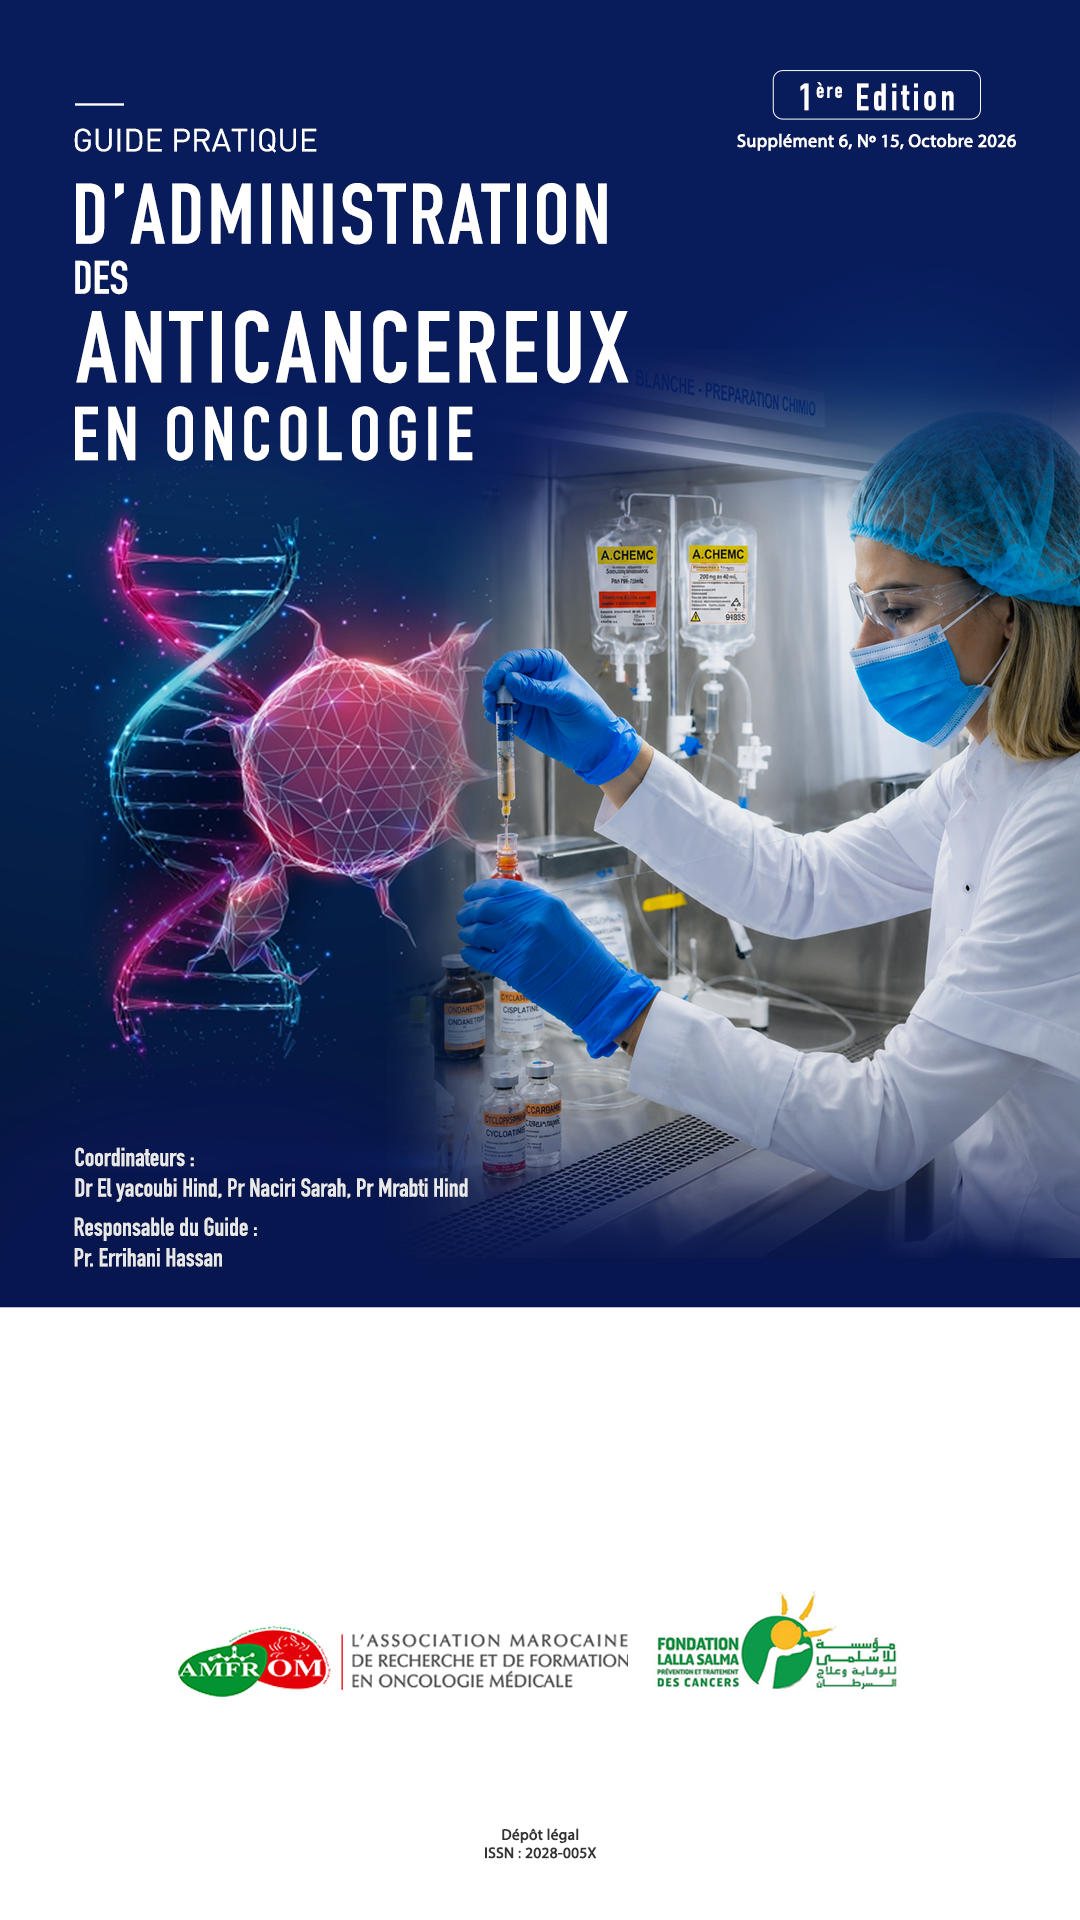 1ère Edition
Supplément 6, Nº 15, Octobre 2026
GUIDE PRATIQUE
D'ADMINISTRATION
DES
ANTICANCEREUX
EN ONCOLOGIE
BLANCHE - PREPARATION CHIMIO
A.CHEMC
A.CHEMC
200 mg
CISPLATINE
CYCLOATINE
Coordinateurs :
Dr El yacoubi Hind, Pr Naciri Sarah, Pr Mrabti Hind
Responsable du Guide :
Pr. Errihani Hassan
AMFROM
L'ASSOCIATION MAROCAINE
DE RECHERCHE ET DE FORMATION
EN ONCOLOGIE MÉDICALE
FONDATION
LALLA SALMA
PRÉVENTION ET TRAITEMENT
DES CANCERS
مؤسسة
للا سلمى
للوقاية وعلاج
السرطان
Dépôt légal
ISSN : 2028-005X